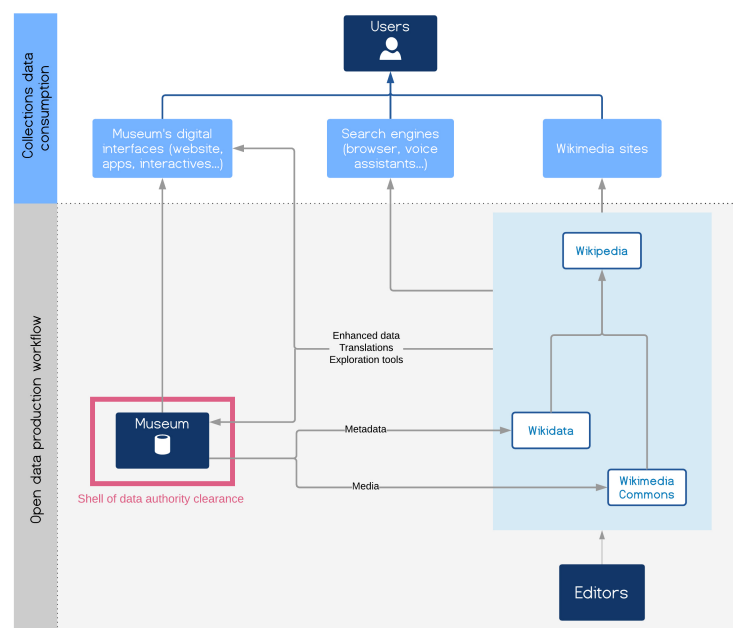 Collections data
consumption
Users
Museum's digital
interfaces (website,
apps, interactives...)
Search engines
(browser, voice
assistants...)
Wikimedia sites
Open data production workflow
Wikipedia
Enhanced data
Translations
Exploration tools
Museum
Shell of data authority clearance
Metadata
Media
Wikidata
Wikimedia
Commons
Editors